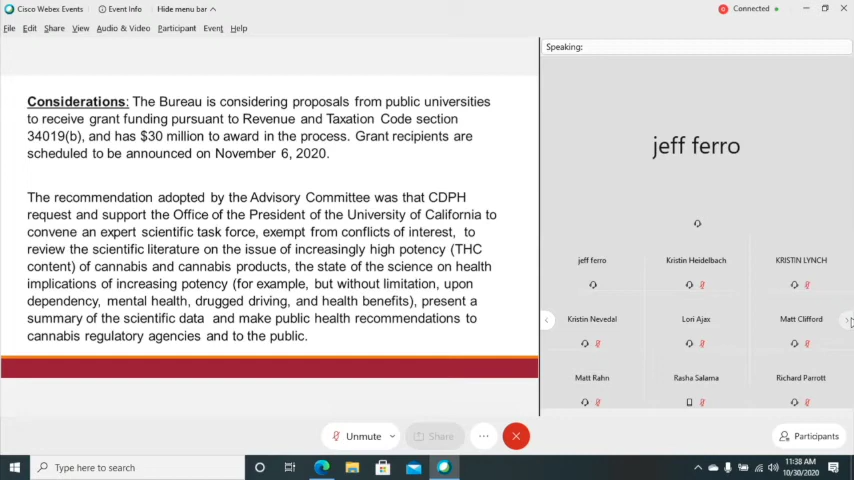 Cisco Webex Events
Event Info
Hide menu bar
Connected
File Edit Share View Audio & Video Participant Event Help
Speaking:
Considerations: The Bureau is considering proposals from public universities
to receive grant funding pursuant to Revenue and Taxation Code section
34019(b), and has $30 million to award in the process. Grant recipients are
scheduled to be announced on November 6, 2020.
The recommendation adopted by the Advisory Committee was that CDPH
request and support the Office of the President of the University of California to
convene an expert scientific task force, exempt from conflicts of interest, to
review the scientific literature on the issue of increasingly high potency (THC
content) of cannabis and cannabis products, the state of the science on health
implications of increasing potency (for example, but without limitation, upon
dependency, mental health, drugged driving, and health benefits), present a
summary of the scientific data and make public health recommendations to
cannabis regulatory agencies and to the public.
jeff ferro
jeff ferro Kristin Heidelbach KRISTIN LYNCH
Kristin Nevedal Lori Ajax Matt Clifford
Matt Rahn Rasha Salama Richard Parrott
Unmute
Share
Participants
Type here to search
11:38 AM
10/30/2020